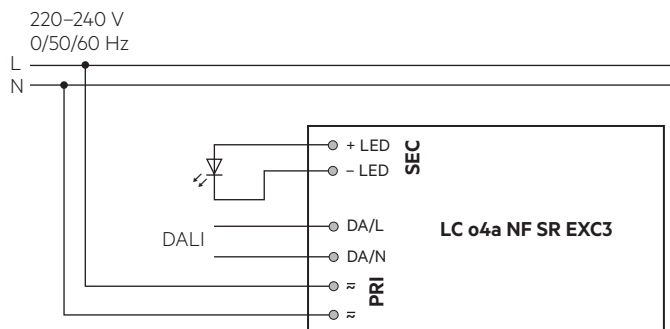 220–240 V
0/50/60 Hz
L
N
+ LED
– LED
SEC
LC o4a NF SR EXC3
DA/L
DALI
DA/N
PRI